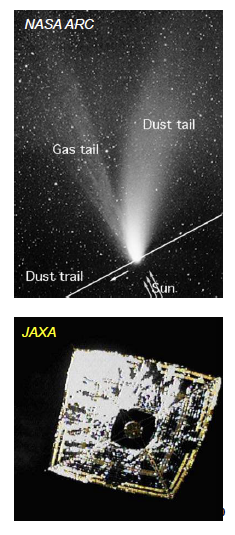 NASA ARC
Dust tail
Gas tail
Dust trail
Sun
JAXA